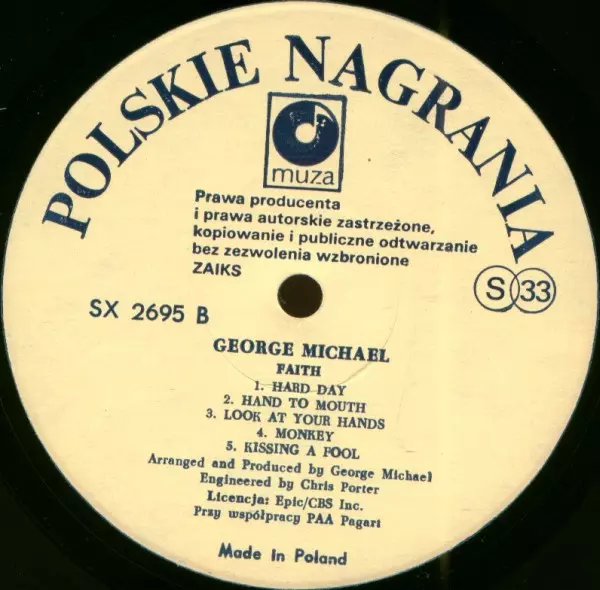 POLSKIE NAGRANIA
muza
Prawa producenta
i prawa autorskie zastrzeżone,
kopiowanie i publiczne odtwarzanie
bez zezwolenia wzbronione
ZAIKS
S 33
SX 2695 B
GEORGE MICHAEL
FAITH
1. HARD DAY
2. HAND TO MOUTH
3. LOOK AT YOUR HANDS
4. MONKEY
5. KISSING A FOOL
Arranged and Produced by George Michael
Engineered by Chris Porter
Licencja: Epic/CBS Inc.
Przy współpracy PAA Pagart
Made In Poland